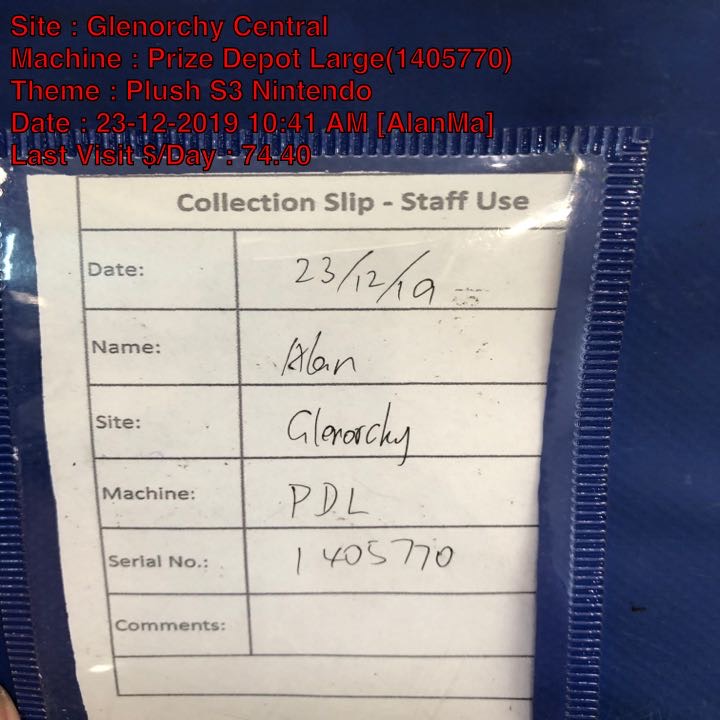 Site : Glenorchy Central
Machine : Prize Depot Large(1405770)
Theme : Plush S3 Nintendo
Date : 23-12-2019 10:41 AM [AlanMa]
Last Visit $/Day : 74.40
Collection Slip - Staff Use
Date: 23/12/19
Name: Alan
Site: Glenorchy
Machine: PDL
Serial No.: 1405770
Comments: